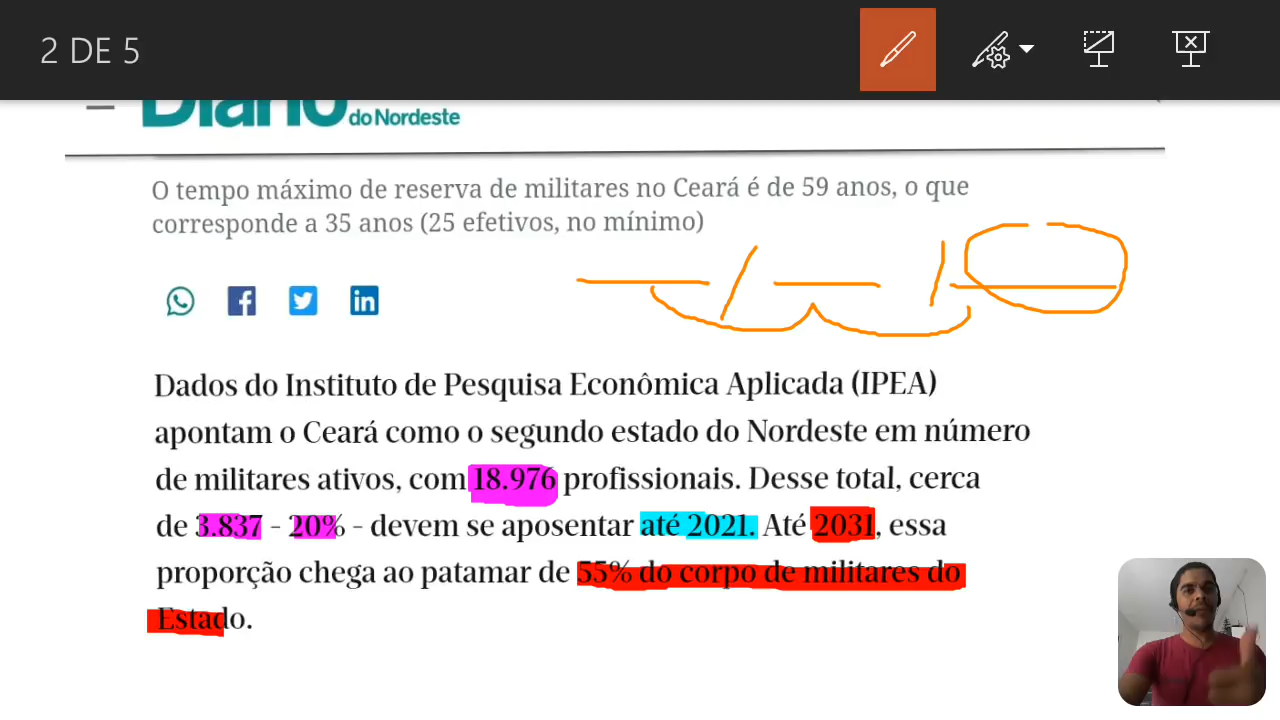 2 DE 5
Diário do Nordeste
O tempo máximo de reserva de militares no Ceará é de 59 anos, o que
corresponde a 35 anos (25 efetivos, no mínimo)
Dados do Instituto de Pesquisa Econômica Aplicada (IPEA)
apontam o Ceará como o segundo estado do Nordeste em número
de militares ativos, com 18.976 profissionais. Desse total, cerca
de 3.837 - 20% - devem se aposentar até 2021. Até 2031, essa
proporção chega ao patamar de 55% do corpo de militares do
Estado.